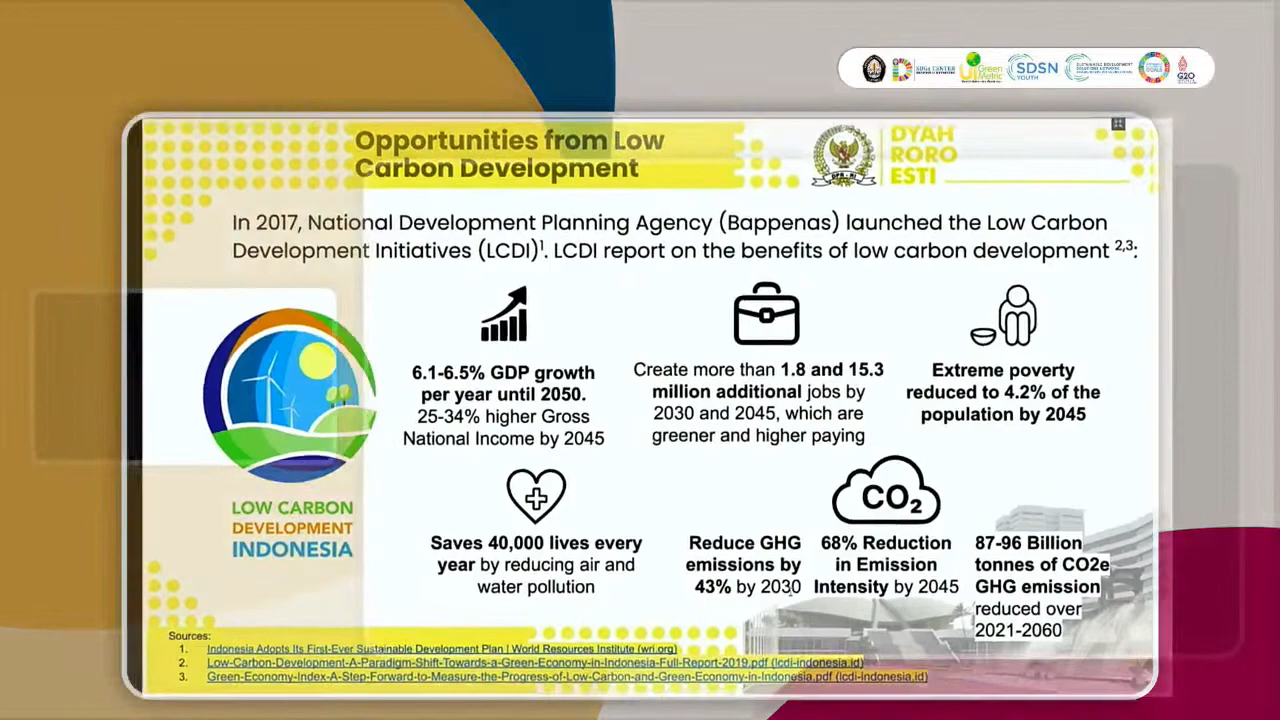 SDGs CENTER
UI GreenMetric
SDSN
YOUTH
G20
Opportunities from Low
Carbon Development
DPR - RI
DYAH
RORO
ESTI
In 2017, National Development Planning Agency (Bappenas) launched the Low Carbon
Development Initiatives (LCDI)¹. LCDI report on the benefits of low carbon development ²,³:
6.1-6.5% GDP growth
per year until 2050.
25-34% higher Gross
National Income by 2045
Create more than 1.8 and 15.3
million additional jobs by
2030 and 2045, which are
greener and higher paying
Extreme poverty
reduced to 4.2% of the
population by 2045
LOW CARBON
DEVELOPMENT
INDONESIA
Saves 40,000 lives every
year by reducing air and
water pollution
Reduce GHG
emissions by
43% by 2030
CO₂
68% Reduction
in Emission
Intensity by 2045
87-96 Billion
tonnes of CO2e
GHG emission
reduced over
2021-2060
Sources:
1. Indonesia Adopts Its First-Ever Sustainable Development Plan | World Resources Institute (wri.org)
2. Low-Carbon-Development-A-Paradigm-Shift-Towards-a-Green-Economy-in-Indonesia-Full-Report-2019.pdf (lcdi-indonesia.id)
3. Green-Economy-Index-A-Step-Forward-to-Measure-the-Progress-of-Low-Carbon-and-Green-Economy-in-Indonesia.pdf (lcdi-indonesia.id)